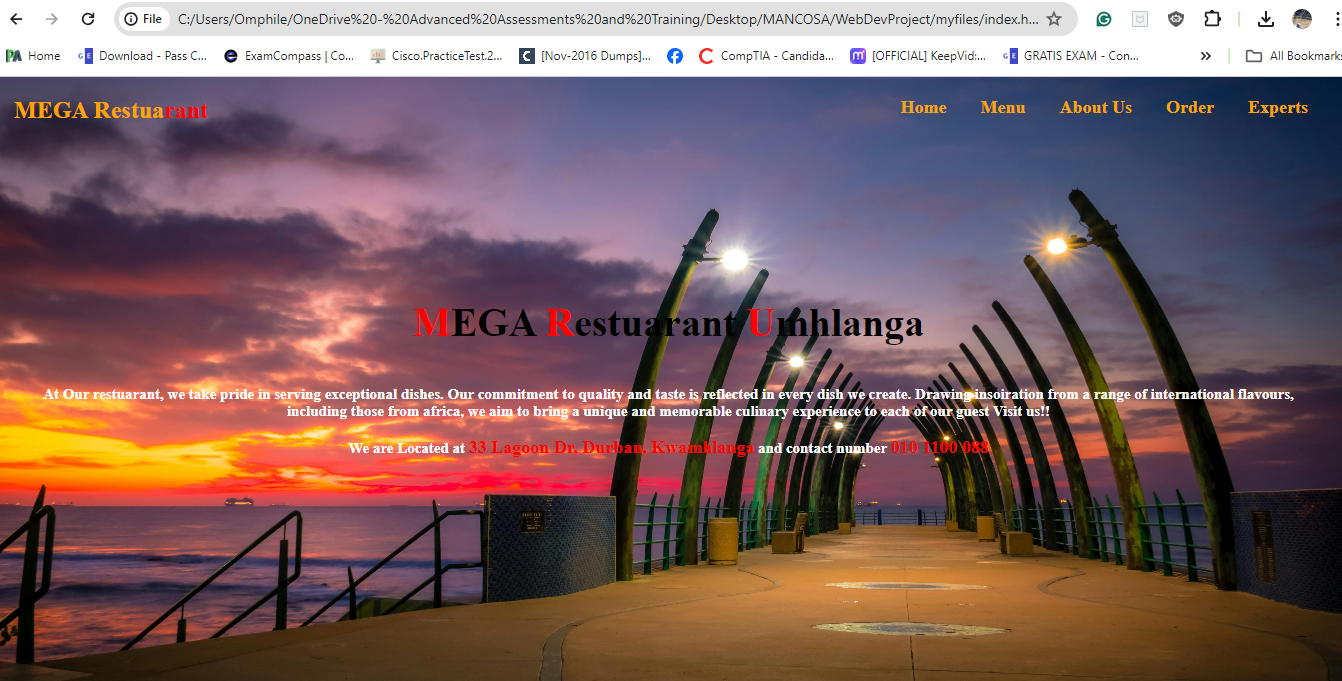 File C:/Users/Omphile/OneDrive%20-%20Advanced%20Assessments%20and%20Training/Desktop/MANCOSA/WebDevProject/myfiles/index.h...
Home Download - Pass C... ExamCompass | Co... Cisco.PracticeTest.2... [Nov-2016 Dumps]... CompTIA - Candida... [OFFICIAL] KeepVid:... GRATIS EXAM - Con... » All Bookmarks
MEGA Restuarant Home Menu About Us Order Experts
MEGA Restuarant Umhlanga
At Our restuarant, we take pride in serving exceptional dishes. Our commitment to quality and taste is reflected in every dish we create. Drawing insoiration from a range of international flavours,
including those from africa, we aim to bring a unique and memorable culinary experience to each of our guest Visit us!!
We are Located at 33 Lagoon Dr, Durban, Kwamhlanga and contact number 010 1100 088